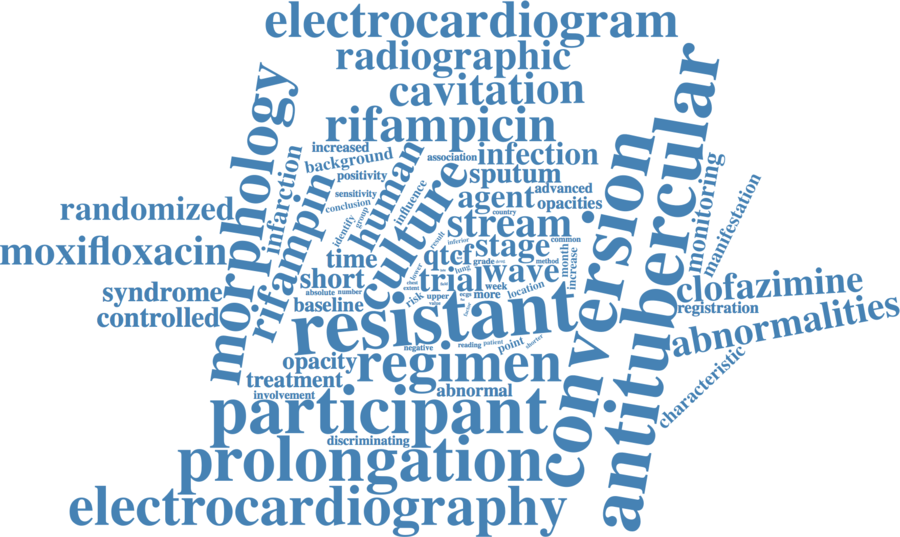 electrocardiogram
radiographic
cavitation
rifampicin
morphology
antitubercular
increased
background
association
infection
infarction
human
conversion
positivity
sputum
monitoring
rifampin
culture
sensitivity
agent
advanced
manifestation
conclusion
influence
opacities
randomized
group
country
stream
identify
result
inferior
stage
common
moxifloxacin
time
qtcf
grade
method
month
increase
short
lower
lung
trial
wave
clofazimine
syndrome
absolute
number
chest
extent
week
location
baseline
risk
upper
more
registration
controlled
resistant
abnormalities
negative
reading
patient
point
shorter
opacity
regimen
characteristic
treatment
involvement
abnormal
participant
discriminating
prolongation
electrocardiography